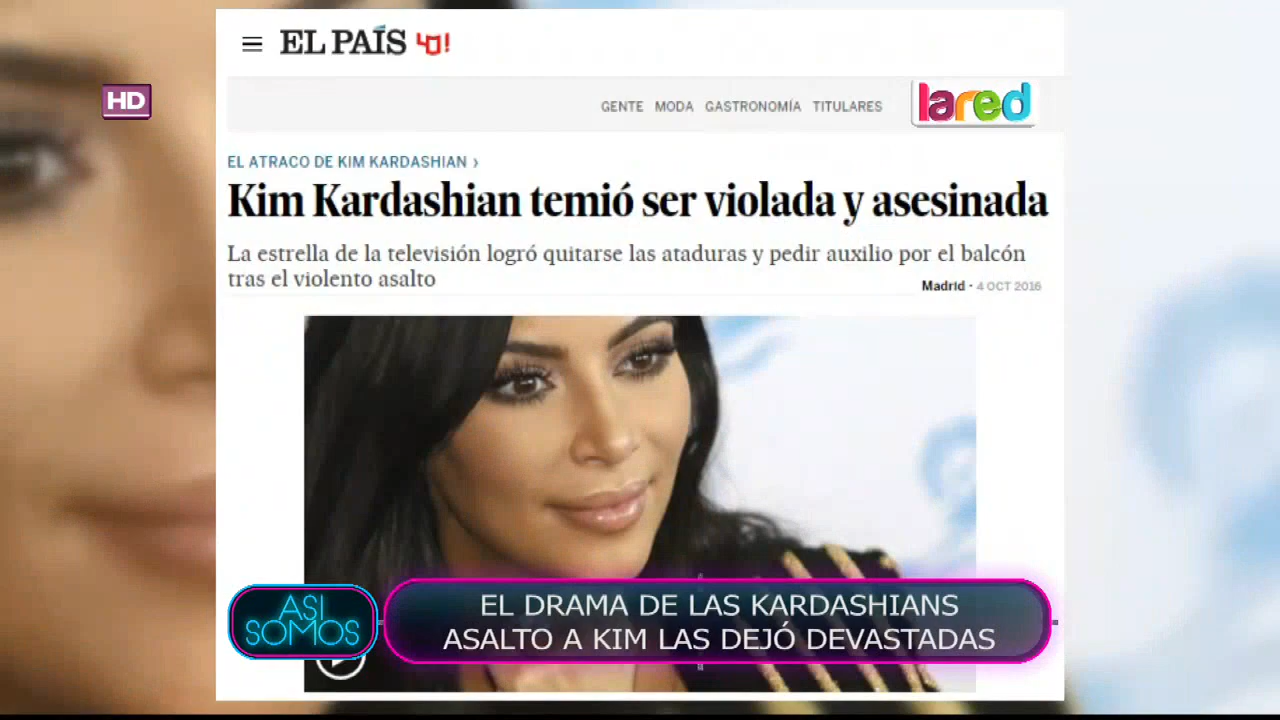 EL PAÍS 40!
HD
GENTE MODA GASTRONOMÍA TITULARES
lared
EL ATRACO DE KIM KARDASHIAN ›
Kim Kardashian temió ser violada y asesinada
La estrella de la televisión logró quitarse las ataduras y pedir auxilio por el balcón
tras el violento asalto
Madrid · 4 OCT 2016
ASI
SOMOS
EL DRAMA DE LAS KARDASHIANS
ASALTO A KIM LAS DEJÓ DEVASTADAS